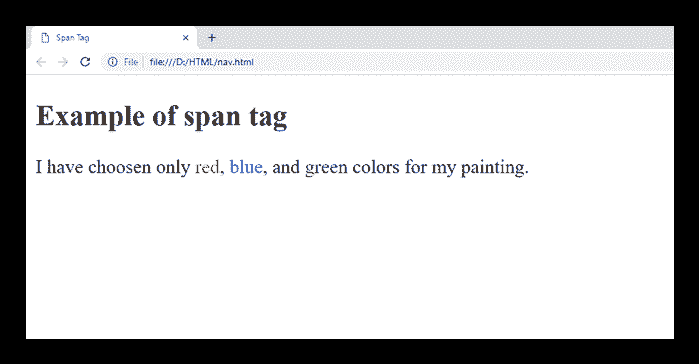 Span Tag
File file:///D:/HTML/nav.html
Example of span tag
I have choosen only red, blue, and green colors for my painting.